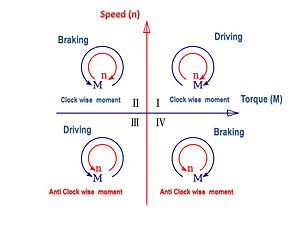 Speed (n)
Braking
Driving
n
M
n
M
Clock wise moment
II
I
Clock wise moment
Torque (M)
Driving
III
IV
Braking
n
M
n
M
Anti Clock wise moment
Anti Clock wise moment